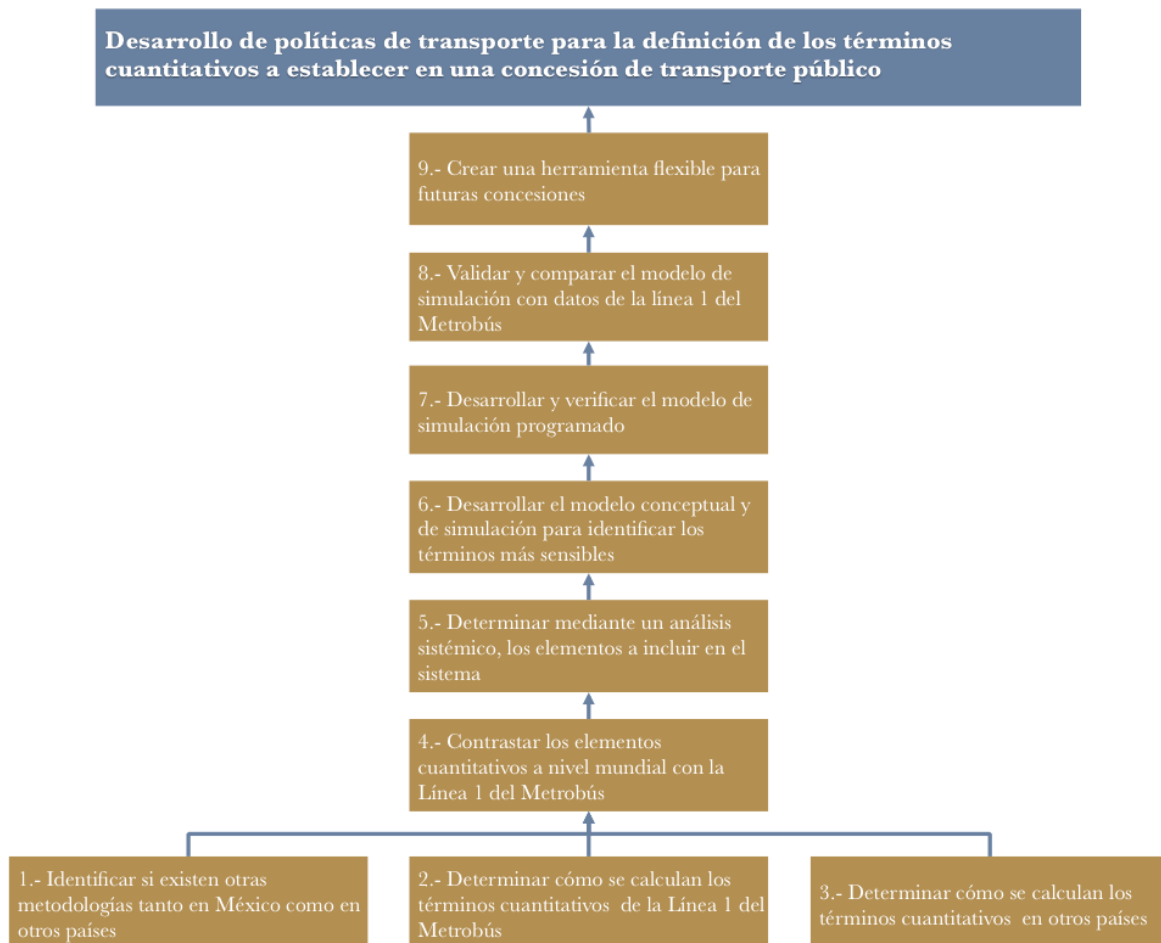 Desarrollo de políticas de transporte para la definición de los términos
cuantitativos a establecer en una concesión de transporte público
9.- Crear una herramienta flexible para
futuras concesiones
8.- Validar y comparar el modelo de
simulación con datos de la línea 1 del
Metrobús
7.- Desarrollar y verificar el modelo de
simulación programado
6.- Desarrollar el modelo conceptual y
de simulación para identificar los
términos más sensibles
5.- Determinar mediante un análisis
sistémico, los elementos a incluir en el
sistema
4.- Contrastar los elementos
cuantitativos a nivel mundial con la
Línea 1 del Metrobús
1.- Identificar si existen otras
metodologías tanto en México como en
otros países
2.- Determinar cómo se calculan los
términos cuantitativos de la Línea 1 del
Metrobús
3.- Determinar cómo se calculan los
términos cuantitativos en otros países